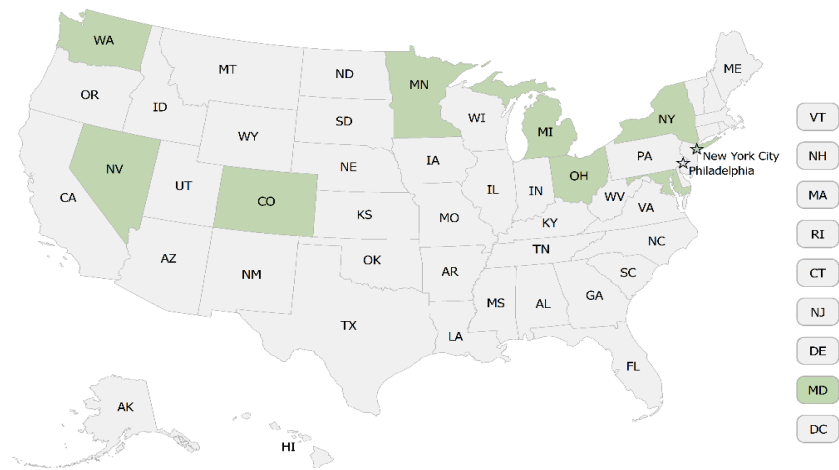 WA
MT
ND
MN
ME
OR
ID
SD
WI
MI
NY
WY
VT
NV
NE
IA
PA
New York City
Philadelphia
NH
CA
UT
CO
IL
IN
OH
WV
VA
MA
KS
MO
KY
RI
AZ
NM
OK
AR
TN
NC
CT
SC
TX
MS
AL
GA
NJ
LA
FL
DE
AK
HI
MD
DC